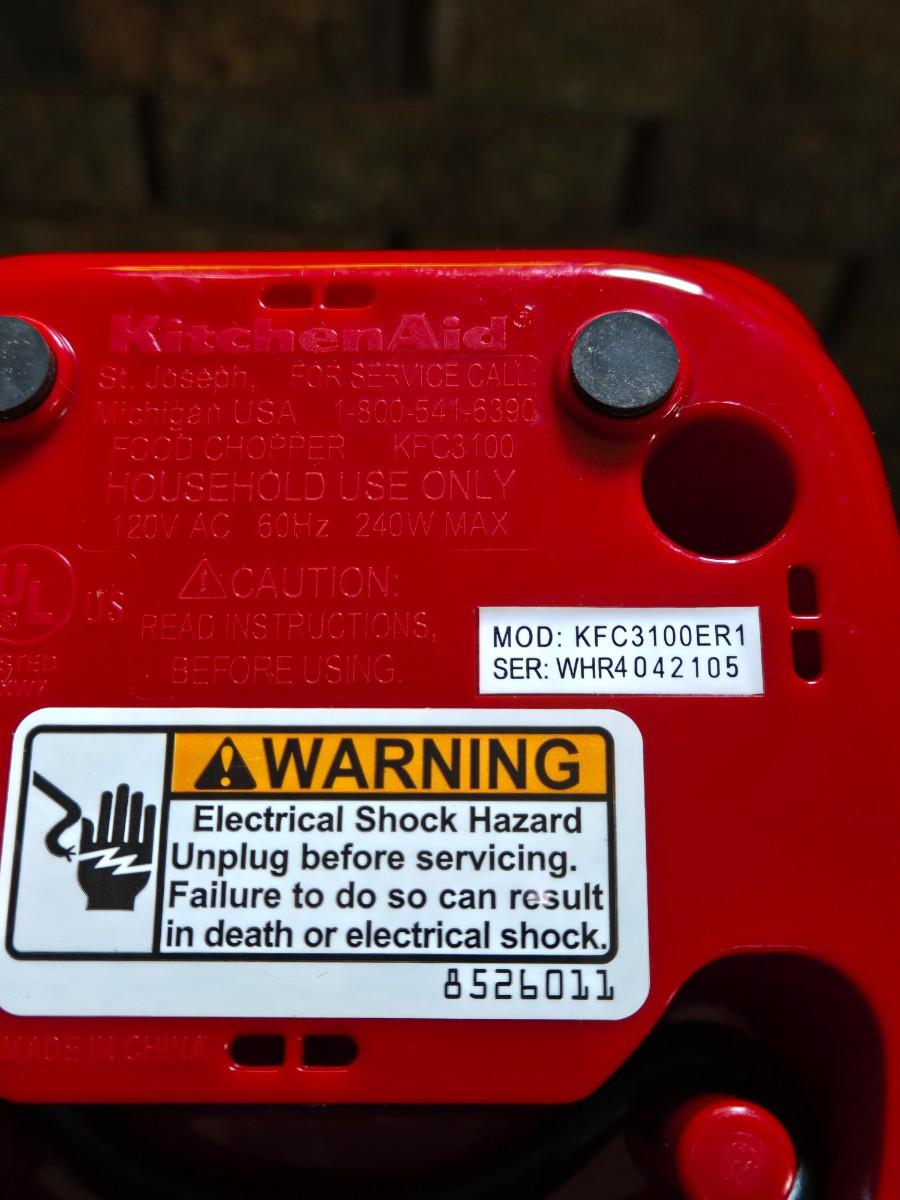 KitchenAid®
St. Joseph, FOR SERVICE CALL:
Michigan USA 1-800-541-6390
FOOD CHOPPER KFC3100
HOUSEHOLD USE ONLY
120V AC 60Hz 240W MAX
UL ® US
CAUTION:
READ INSTRUCTIONS,
BEFORE USING.
MOD: KFC3100ER1
SER: WHR4042105
WARNING
Electrical Shock Hazard
Unplug before servicing.
Failure to do so can result
in death or electrical shock.
8526011
MADE IN CHINA